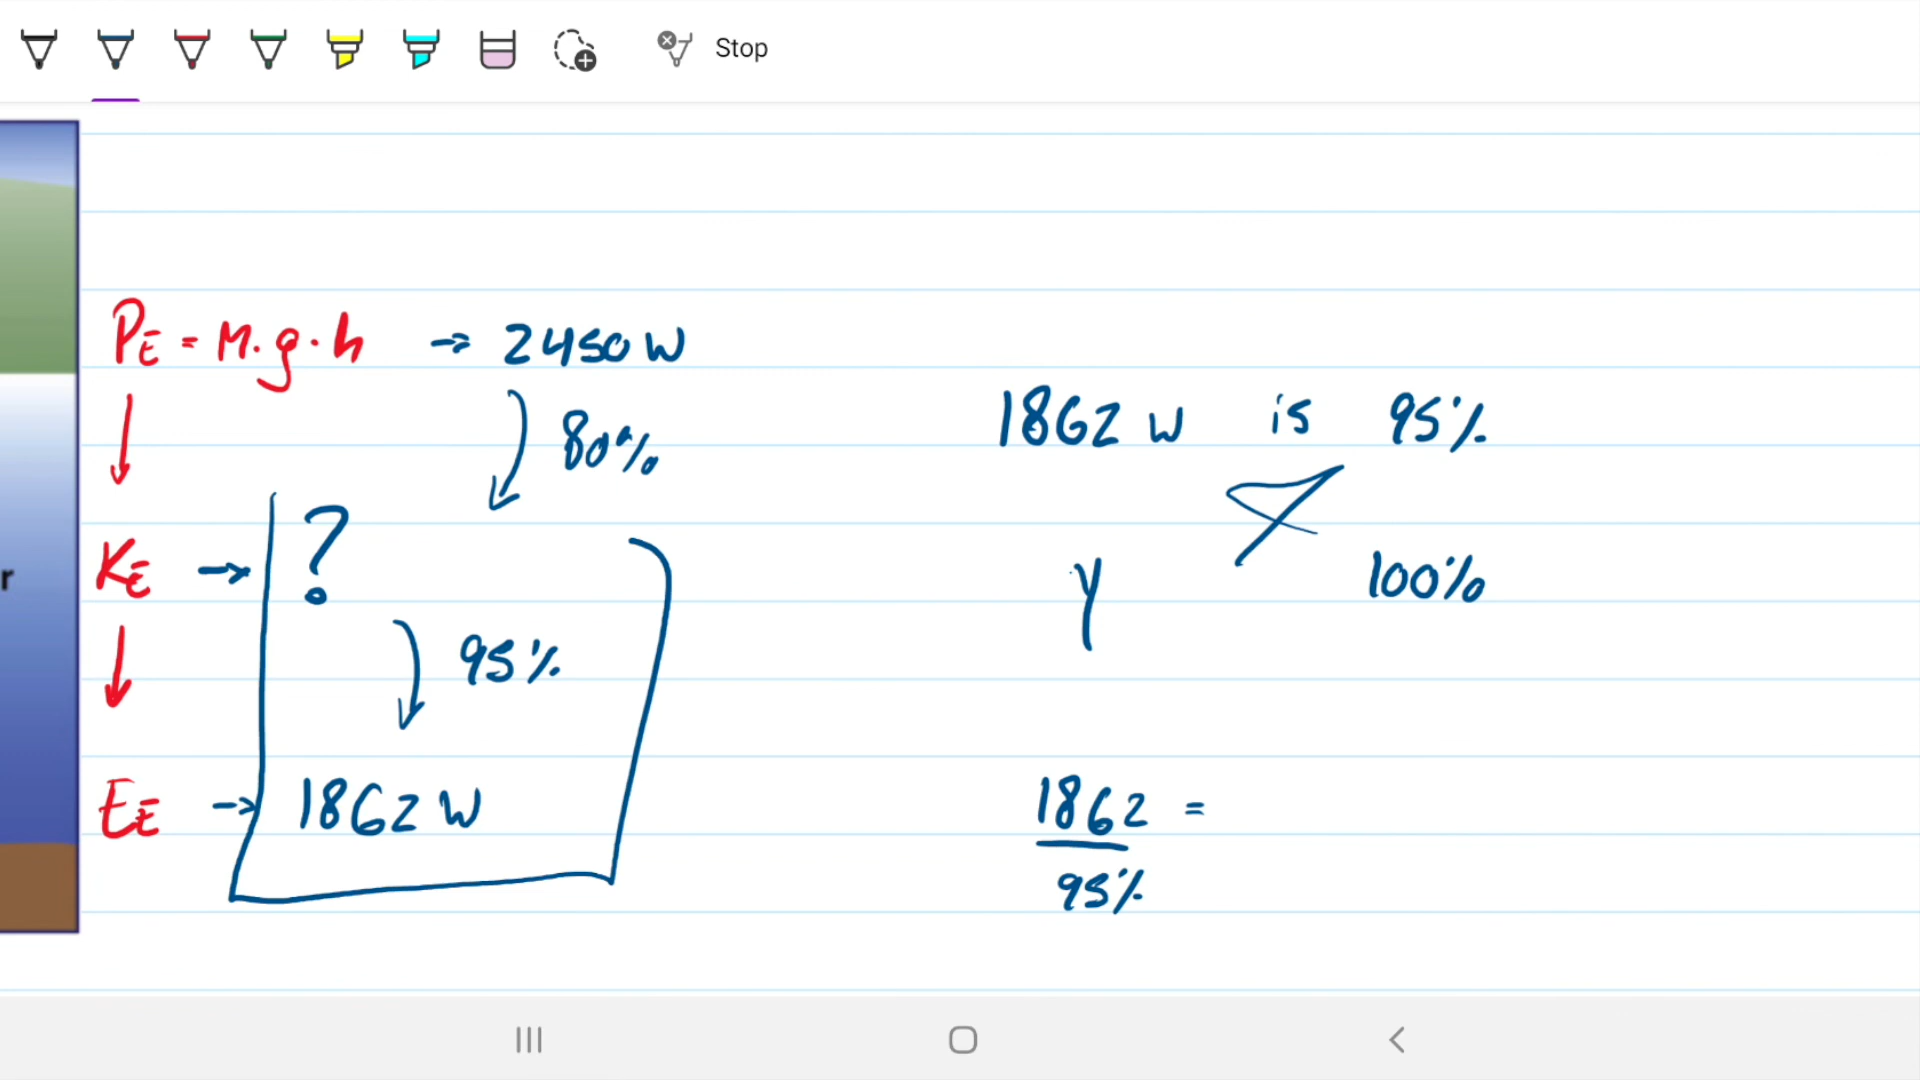 Stop
PE = M.g.h → 2450 W
80%
1862 W is 95%
r
KE → ?
Y 100%
95%
EE → 1862 W
1862 =
95%